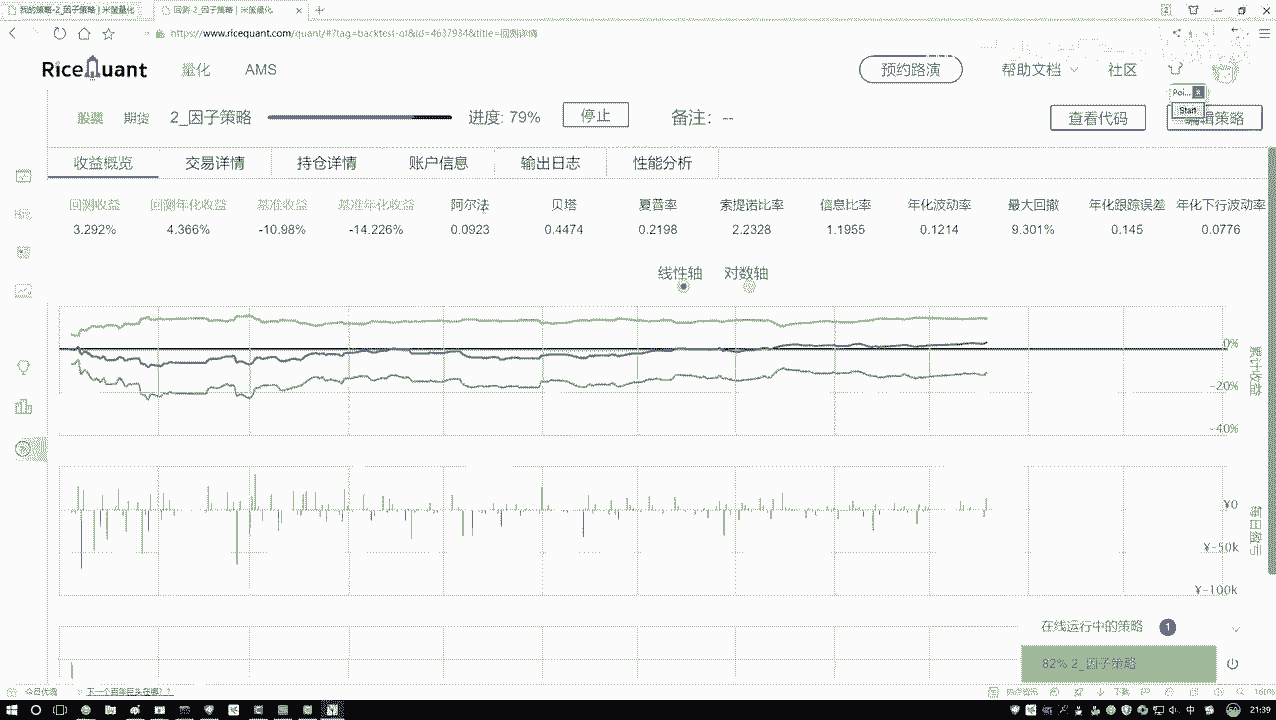 我的策略-2_因子策略 | 米筐量化
回测-2_因子策略 | 米筐量化
https://www.ricequant.com/quant/#?tag=backtest-qt&id=4637934&title=回测详情
RiceQuant 量化 AMS 预约路演 帮助文档 社区
股票 期货 2_因子策略 进度: 79% 停止 备注: -- 查看代码 编辑策略
Poi...
Start
收益概览 交易详情 持仓详情 账户信息 输出日志 性能分析
回测收益 回测年化收益 基准收益 基准年化收益 阿尔法 贝塔 夏普率 索提诺比率 信息比率 年化波动率 最大回撤 年化跟踪误差 年化下行波动率
3.292% 4.366% -10.98% -14.226% 0.0923 0.4474 0.2198 2.2328 1.1955 0.1214 9.301% 0.145 0.0776
线性轴 对数轴
0%
累计收益
-20%
-40%
¥0
每日盈亏
¥-50k
¥-100k
在线运行中的策略 1
82% 2_因子策略
今日优选
下载
160%
中
21:39